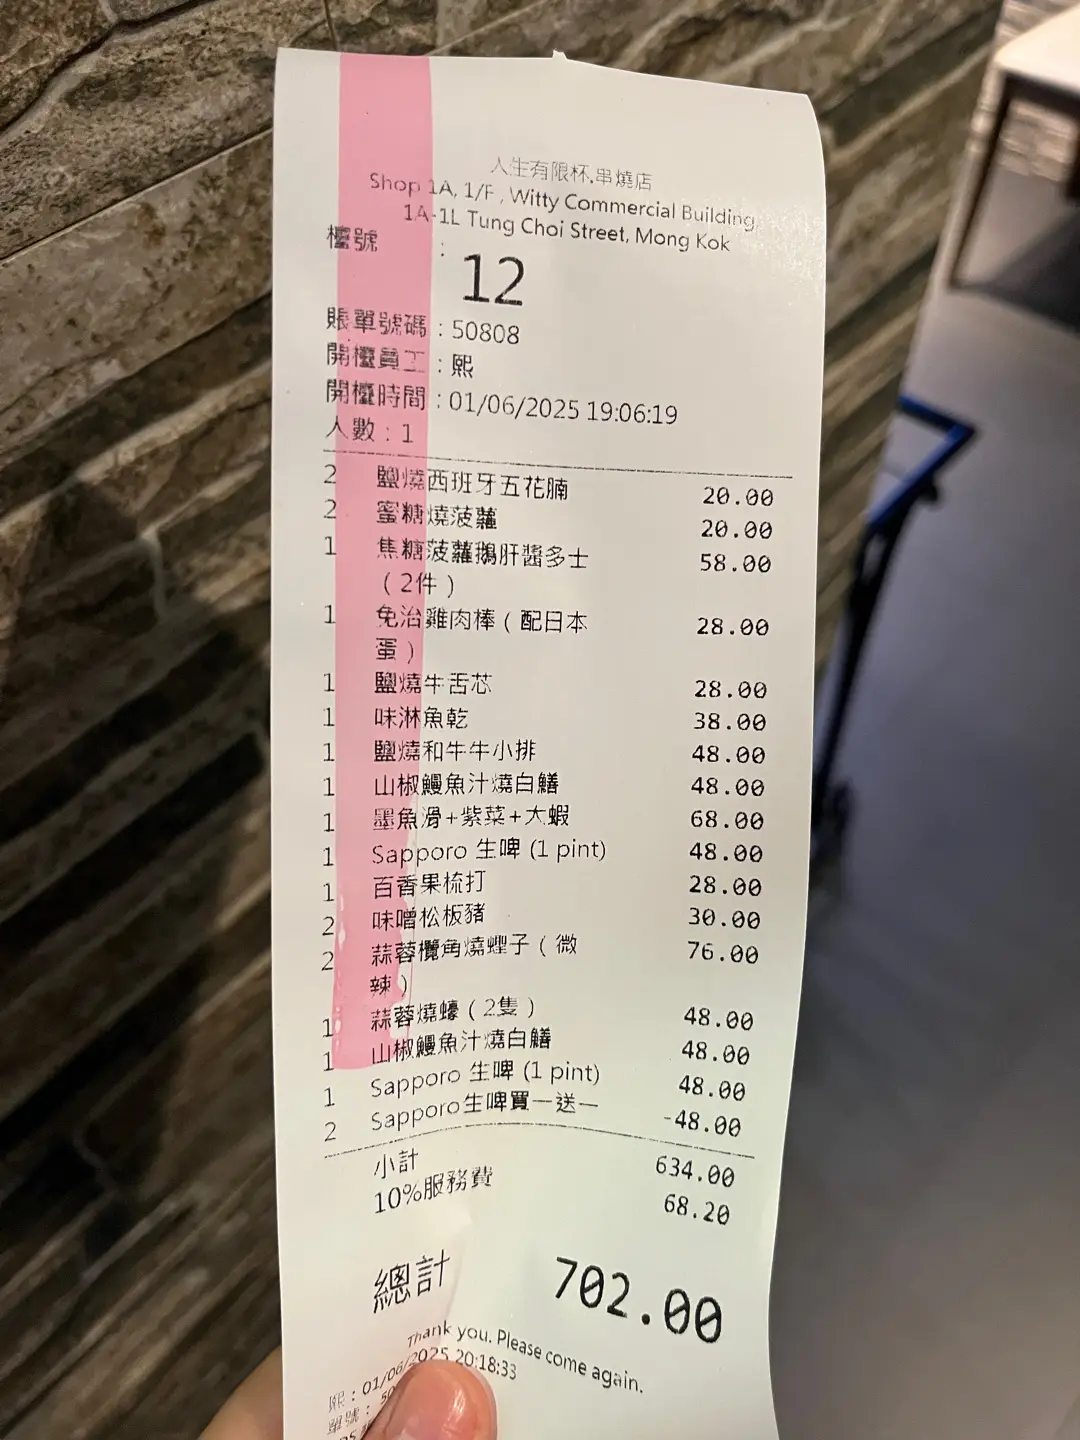 人生有限杯.串燒店
Shop 1A, 1/F , Witty Commercial Building,
1A-1L Tung Choi Street, Mong Kok
檯號 :
12
賬單號碼 : 50808
開檯員工 : 熙
開檯時間 : 01/06/2025 19:06:19
人數 : 1
2 鹽燒西班牙五花腩 20.00
2 蜜糖燒菠蘿 20.00
1 焦糖菠蘿鵝肝醬多士 58.00
（2件）
1 免治雞肉棒（配日本 28.00
蛋）
1 鹽燒牛舌芯 28.00
1 味淋魚乾 38.00
1 鹽燒和牛牛小排 48.00
1 山椒鰻魚汁燒白鱔 48.00
1 墨魚滑+紫菜+大蝦 68.00
1 Sapporo 生啤 (1 pint) 48.00
1 百香果梳打 28.00
2 味噌松板豬 30.00
2 蒜蓉欖角燒蟶子（微 76.00
辣）
1 蒜蓉燒蠔（2隻） 48.00
1 山椒鰻魚汁燒白鱔 48.00
1 Sapporo 生啤 (1 pint) 48.00
2 Sapporo生啤買一送一 -48.00
小計 634.00
10%服務費 68.20
總計 702.00
Thank you. Please come again.
熙 : 01/06/2025 20:18:33
單號 :